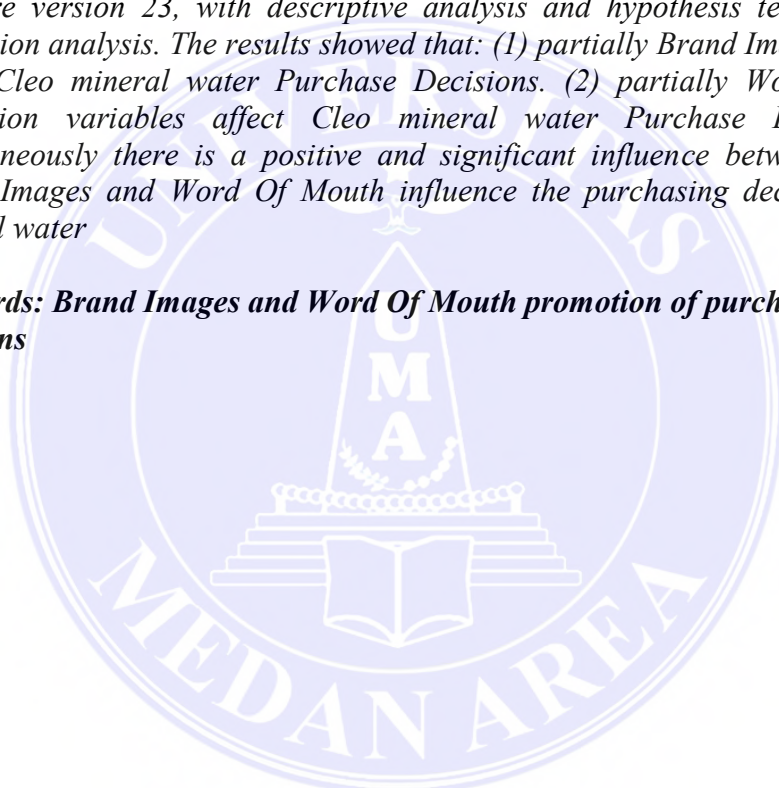 re version 23, with descriptive analysis and hypothesis te
ion analysis. The results showed that: (1) partially Brand Im
Cleo mineral water Purchase Decisions. (2) partially Wo
ion variables affect Cleo mineral water Purchase
neously there is a positive and significant influence betw
Images and Word Of Mouth influence the purchasing dec
l water
rds: Brand Images and Word Of Mouth promotion of purch
ns
UNIVERSITAS
UMA
MEDAN AREA